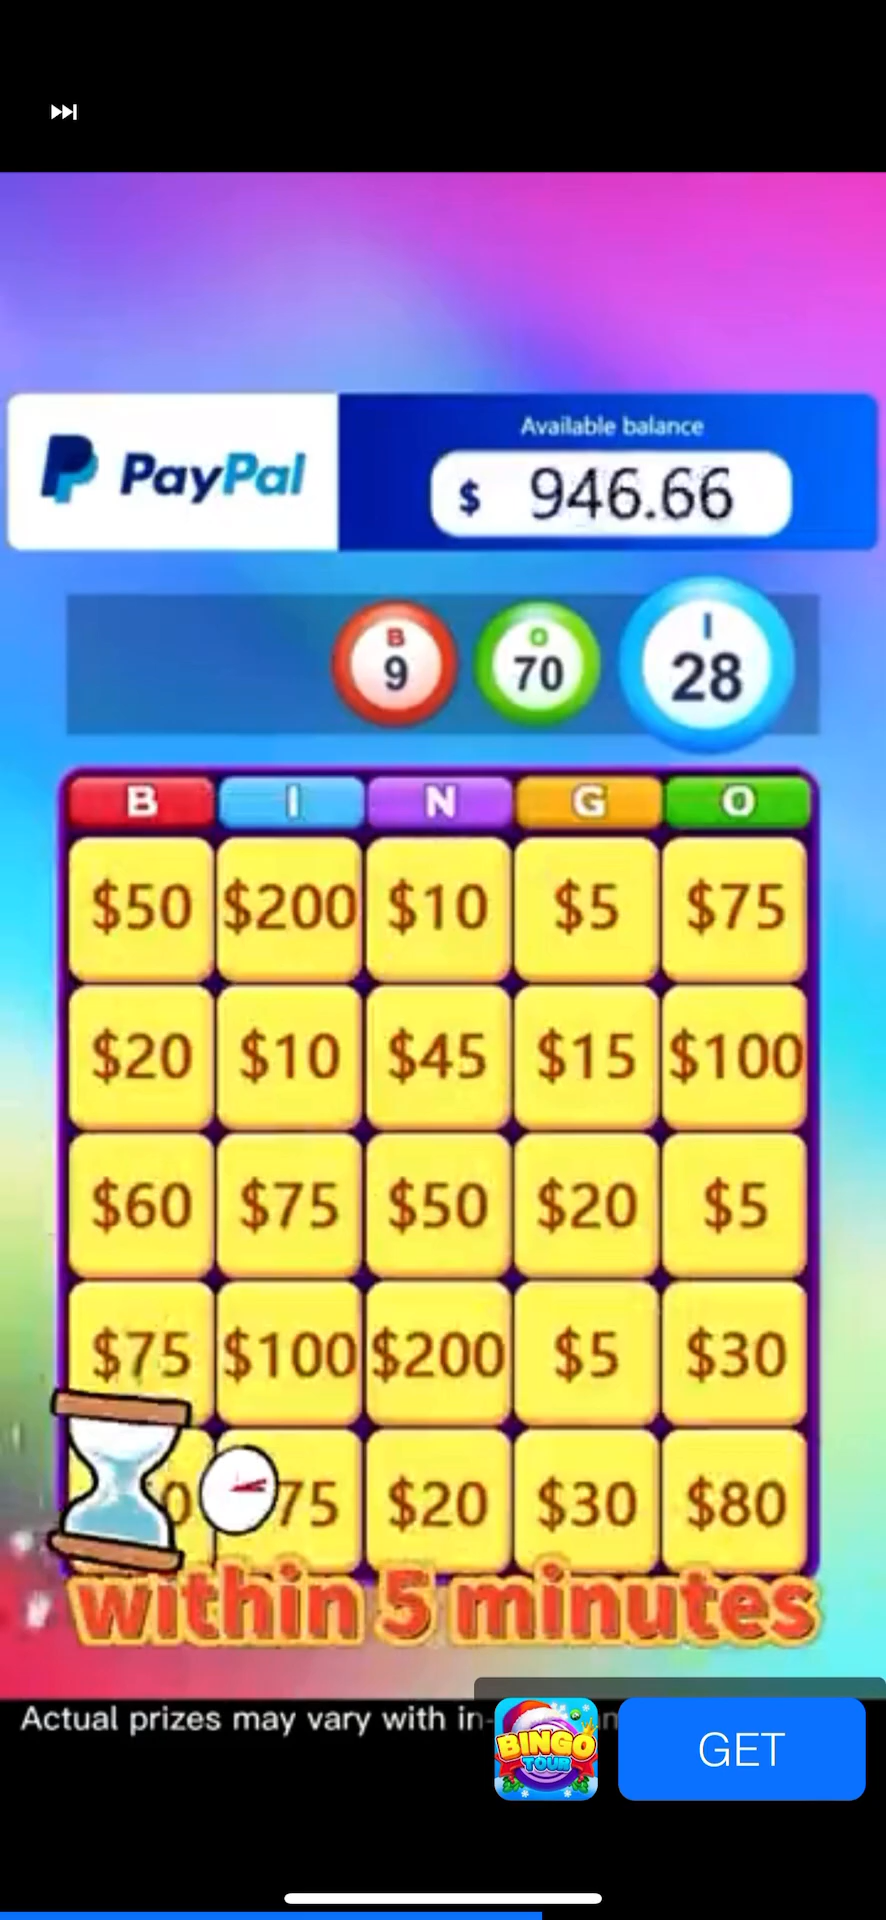 PayPal
Available balance
$ 946.66
B
9
O
70
I
28
B I N G O
$50 $200 $10 $5 $75
$20 $10 $45 $15 $100
$60 $75 $50 $20 $5
$75 $100 $200 $5 $30
0 75 $20 $30 $80
within 5 minutes
Actual prizes may vary with in-
BINGO
TOUR
GET